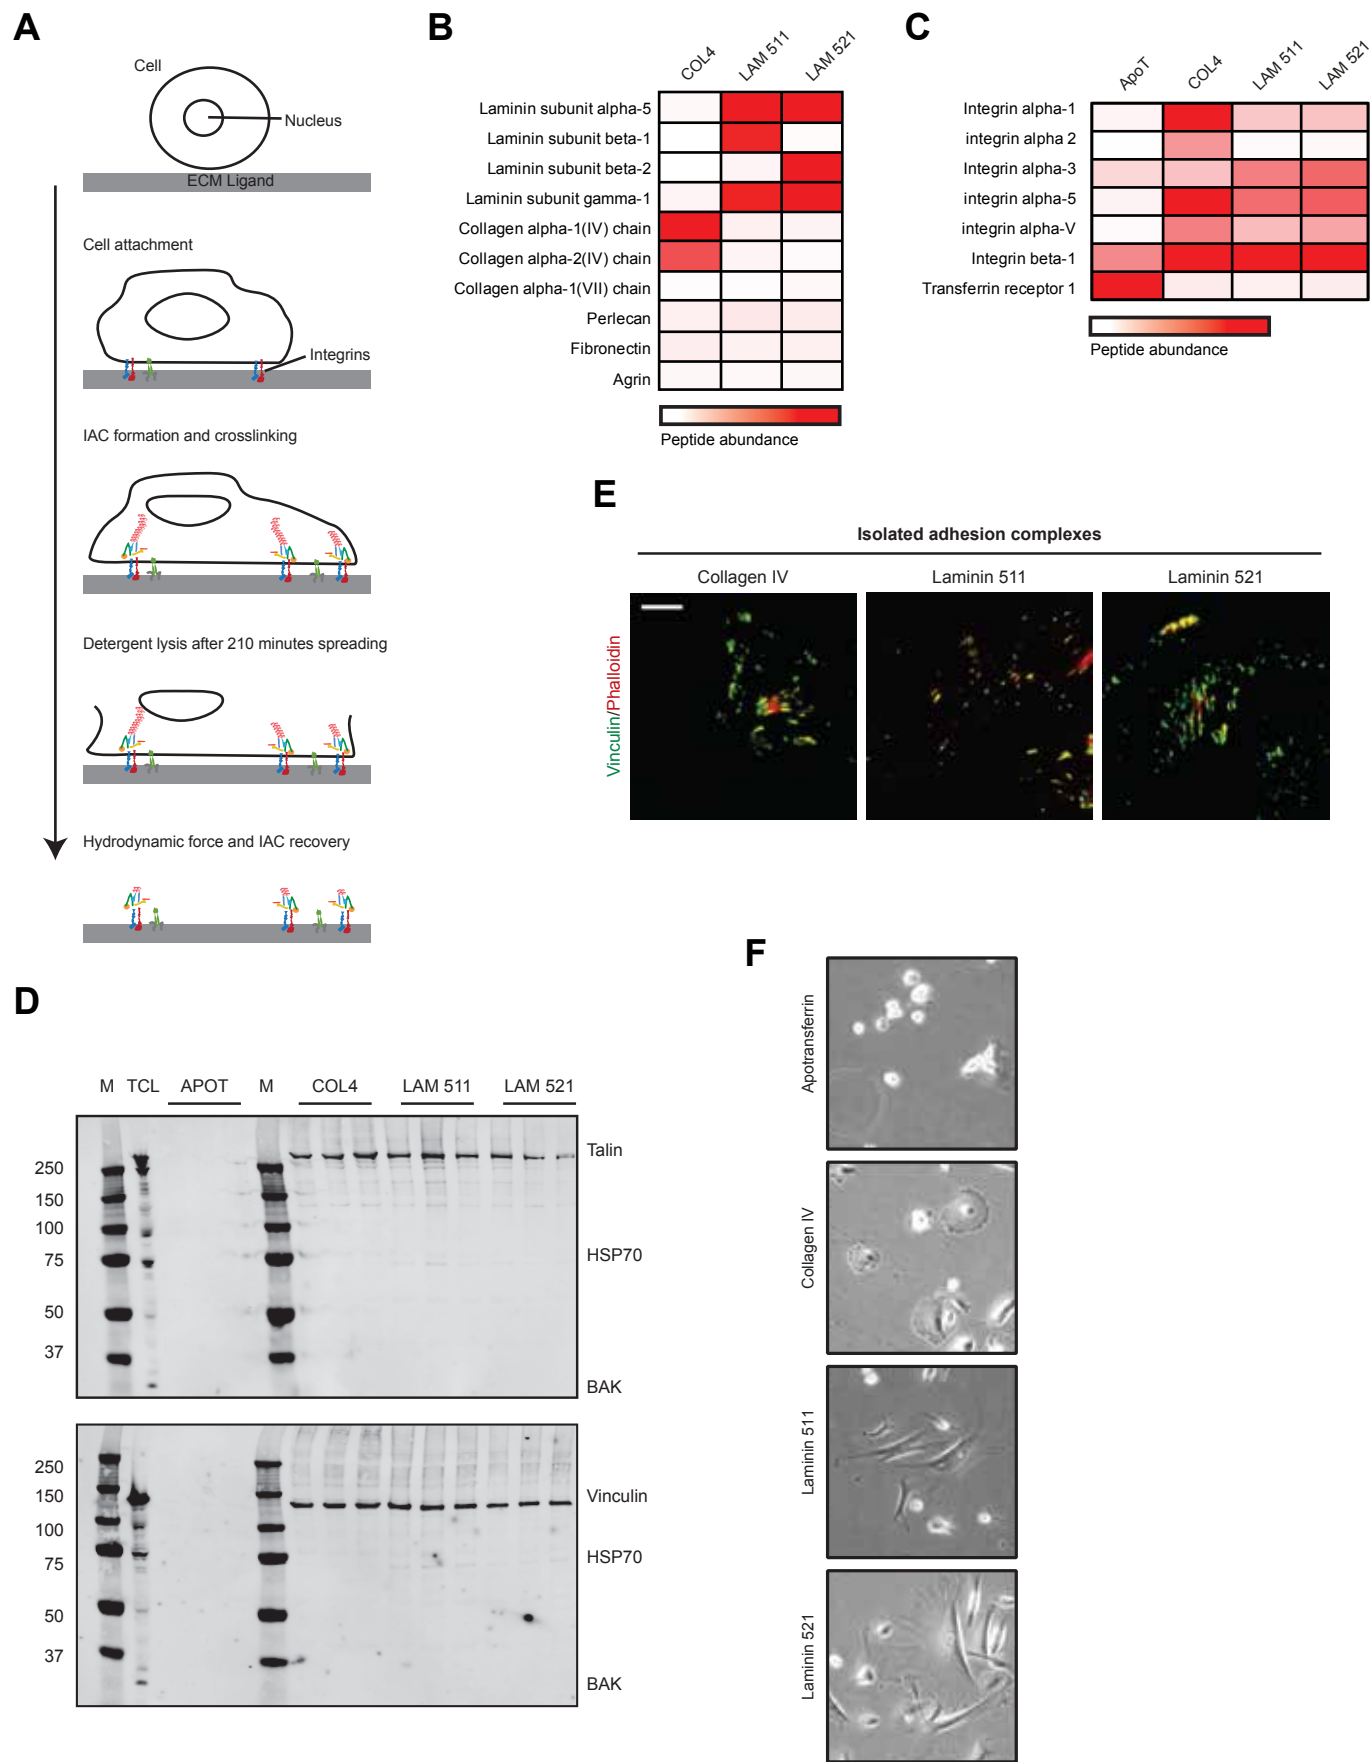 A
Cell
Nucleus
ECM Ligand
Cell attachment
Integrins
IAC formation and crosslinking
Detergent lysis after 210 minutes spreading
Hydrodynamic force and IAC recovery
B
COL4
LAM 511
LAM 521
Laminin subunit alpha-5
Laminin subunit beta-1
Laminin subunit beta-2
Laminin subunit gamma-1
Collagen alpha-1(IV) chain
Collagen alpha-2(IV) chain
Collagen alpha-1(VII) chain
Perlecan
Fibronectin
Agrin
Peptide abundance
C
ApoT
COL4
LAM 511
LAM 521
Integrin alpha-1
integrin alpha 2
Integrin alpha-3
integrin alpha-5
integrin alpha-V
Integrin beta-1
Transferrin receptor 1
Peptide abundance
E
Isolated adhesion complexes
Collagen IV
Laminin 511
Laminin 521
Vinculin/Phalloidin
D
M TCL APOT M COL4 LAM 511 LAM 521
250
150
100
75
50
37
Talin
HSP70
BAK
250
150
100
75
50
37
Vinculin
HSP70
BAK
F
Apotransferrin
Collagen IV
Laminin 511
Laminin 521